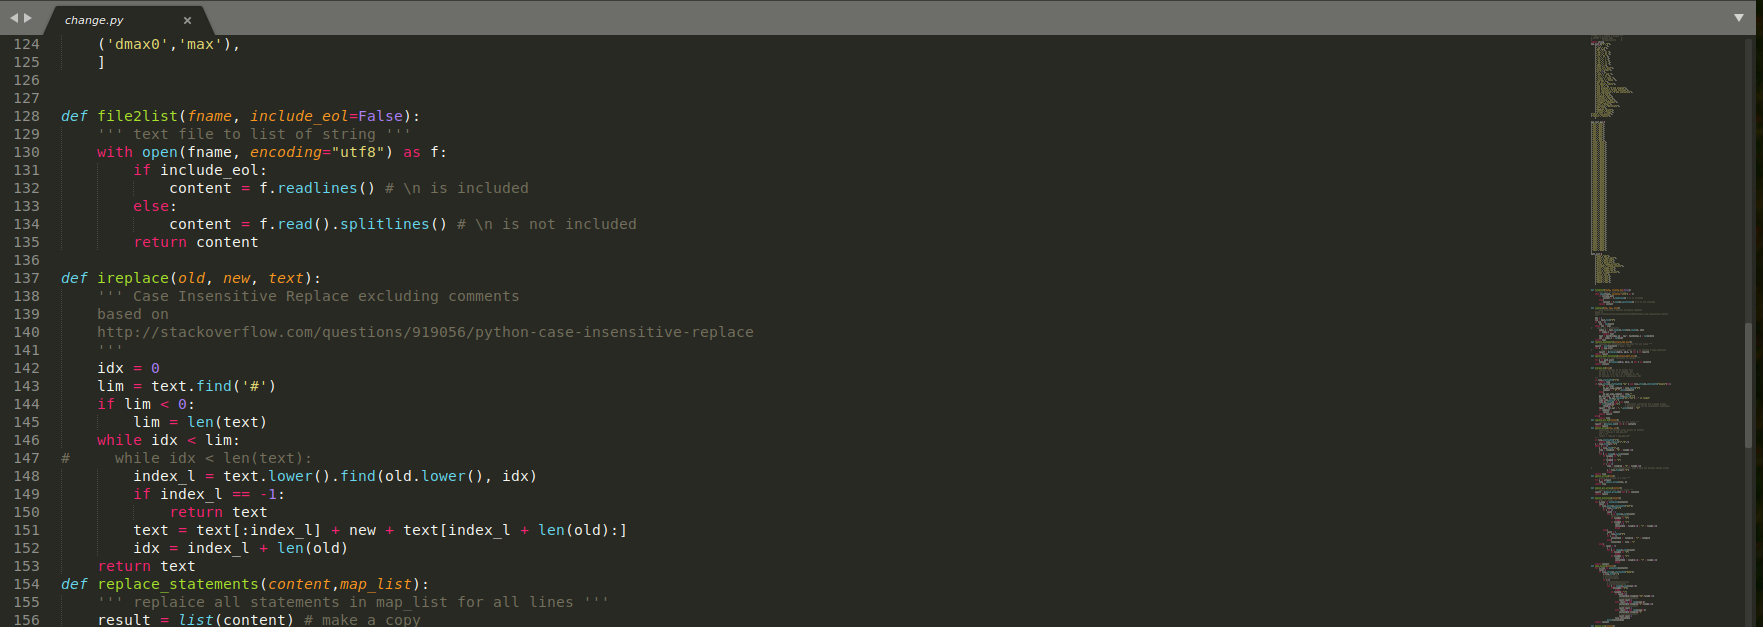 change.py ×
124 ('dmax0','max'),
125 ]
126
127
128 def file2list(fname, include_eol=False):
129 ''' text file to list of string '''
130 with open(fname, encoding="utf8") as f:
131 if include_eol:
132 content = f.readlines() # \n is included
133 else:
134 content = f.read().splitlines() # \n is not included
135 return content
136
137 def ireplace(old, new, text):
138 ''' Case Insensitive Replace excluding comments
139 based on
140 http://stackoverflow.com/questions/919056/python-case-insensitive-replace
141 '''
142 idx = 0
143 lim = text.find('#')
144 if lim < 0:
145 lim = len(text)
146 while idx < lim:
147 # while idx < len(text):
148 index_l = text.lower().find(old.lower(), idx)
149 if index_l == -1:
150 return text
151 text = text[:index_l] + new + text[index_l + len(old):]
152 idx = index_l + len(old)
153 return text
154 def replace_statements(content,map_list):
155 ''' replaice all statements in map_list for all lines '''
156 result = list(content) # make a copy